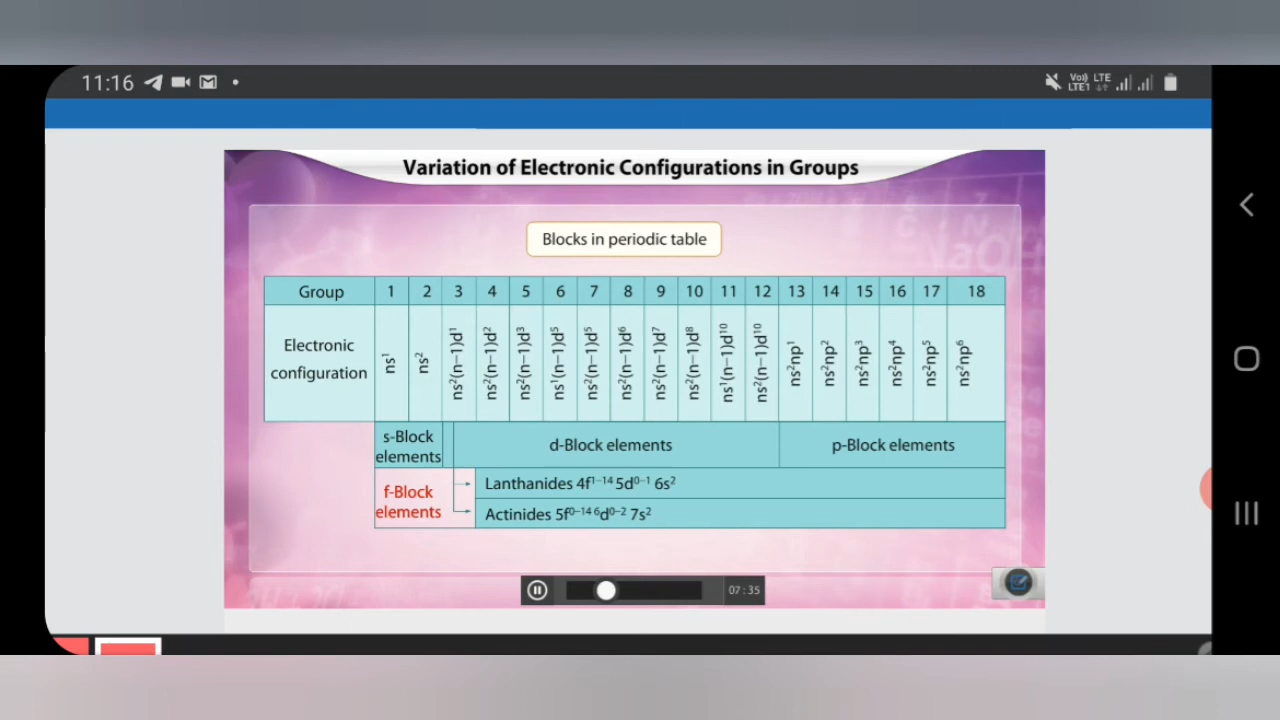 11:16
Vo)) LTE
LTE1
Variation of Electronic Configurations in Groups
Blocks in periodic table
Group 1 2 3 4 5 6 7 8 9 10 11 12 13 14 15 16 17 18
Electronic
configuration
ns¹
ns²
ns²(n−1)d¹
ns²(n−1)d²
ns²(n−1)d³
ns¹(n−1)d⁵
ns²(n−1)d⁵
ns²(n−1)d⁶
ns²(n−1)d⁷
ns²(n−1)d⁸
ns¹(n−1)d¹⁰
ns²(n−1)d¹⁰
ns²np¹
ns²np²
ns²np³
ns²np⁴
ns²np⁵
ns²np⁶
s-Block
elements
d-Block elements
p-Block elements
f-Block
elements
Lanthanides 4f¹⁻¹⁴ 5d⁰⁻¹ 6s²
Actinides 5f⁰⁻¹⁴ 6d⁰⁻² 7s²
07:35